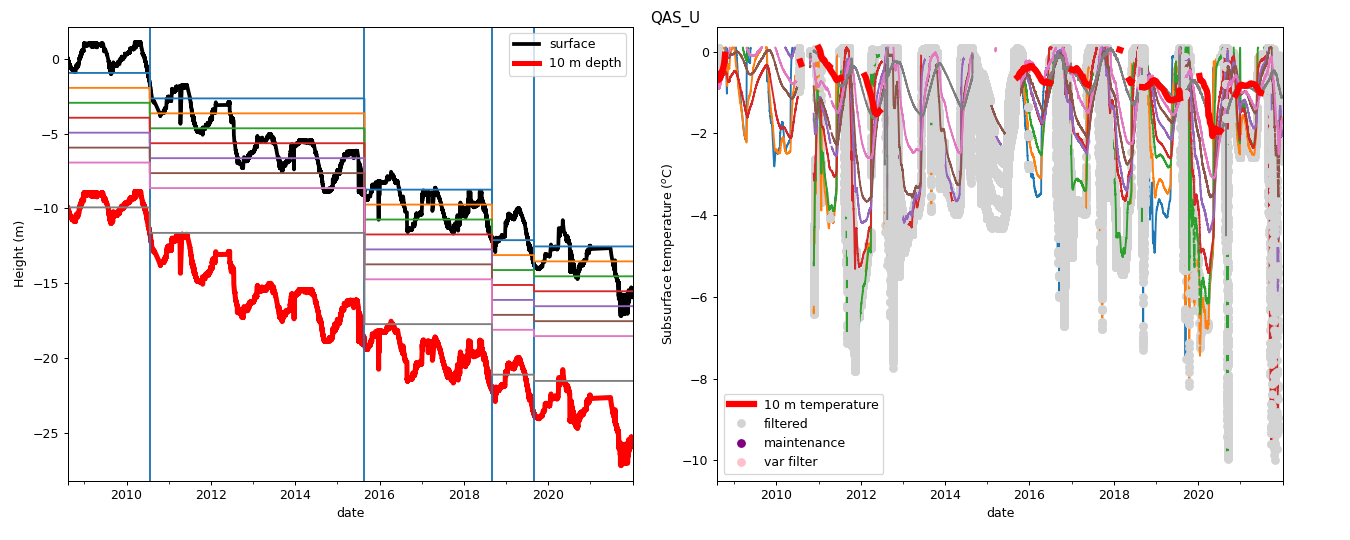 QAS_U
surface
10 m depth
0
−5
−10
−15
−20
−25
Height (m)
2010
2012
2014
2016
2018
2020
date
0
−2
−4
−6
−8
−10
Subsurface temperature (°C)
10 m temperature
filtered
maintenance
var filter
2010
2012
2014
2016
2018
2020
date